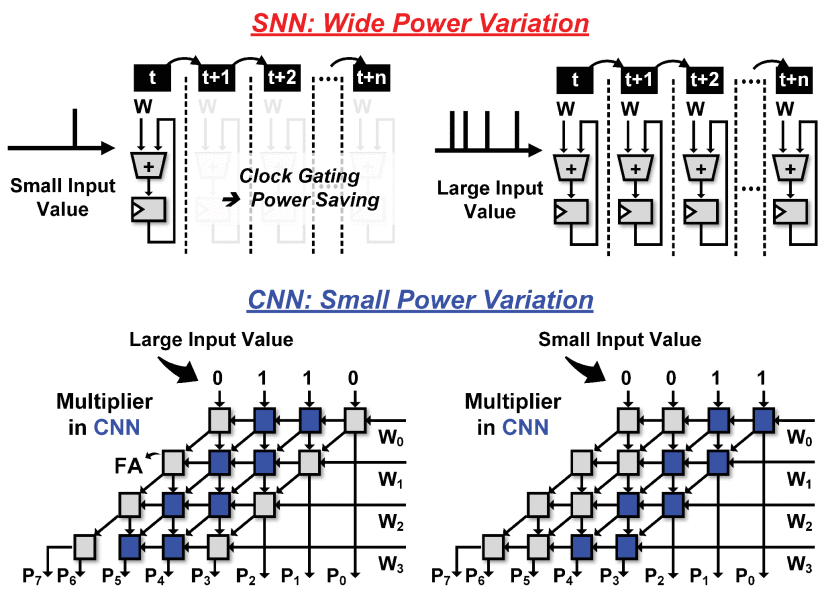 SNN: Wide Power Variation
t t+1 t+2 ..... t+n
W W W W
+ + + +
Small Input
Value
Clock Gating
➔ Power Saving
t t+1 t+2 ..... t+n
W W W W
+ + + +
.....
Large Input
Value
CNN: Small Power Variation
Large Input Value
0 1 1 0
Multiplier
in CNN
FA
W0
W1
W2
W3
P7 P6 P5 P4 P3 P2 P1 P0
Small Input Value
0 0 1 1
Multiplier
in CNN
W0
W1
W2
W3
P7 P6 P5 P4 P3 P2 P1 P0